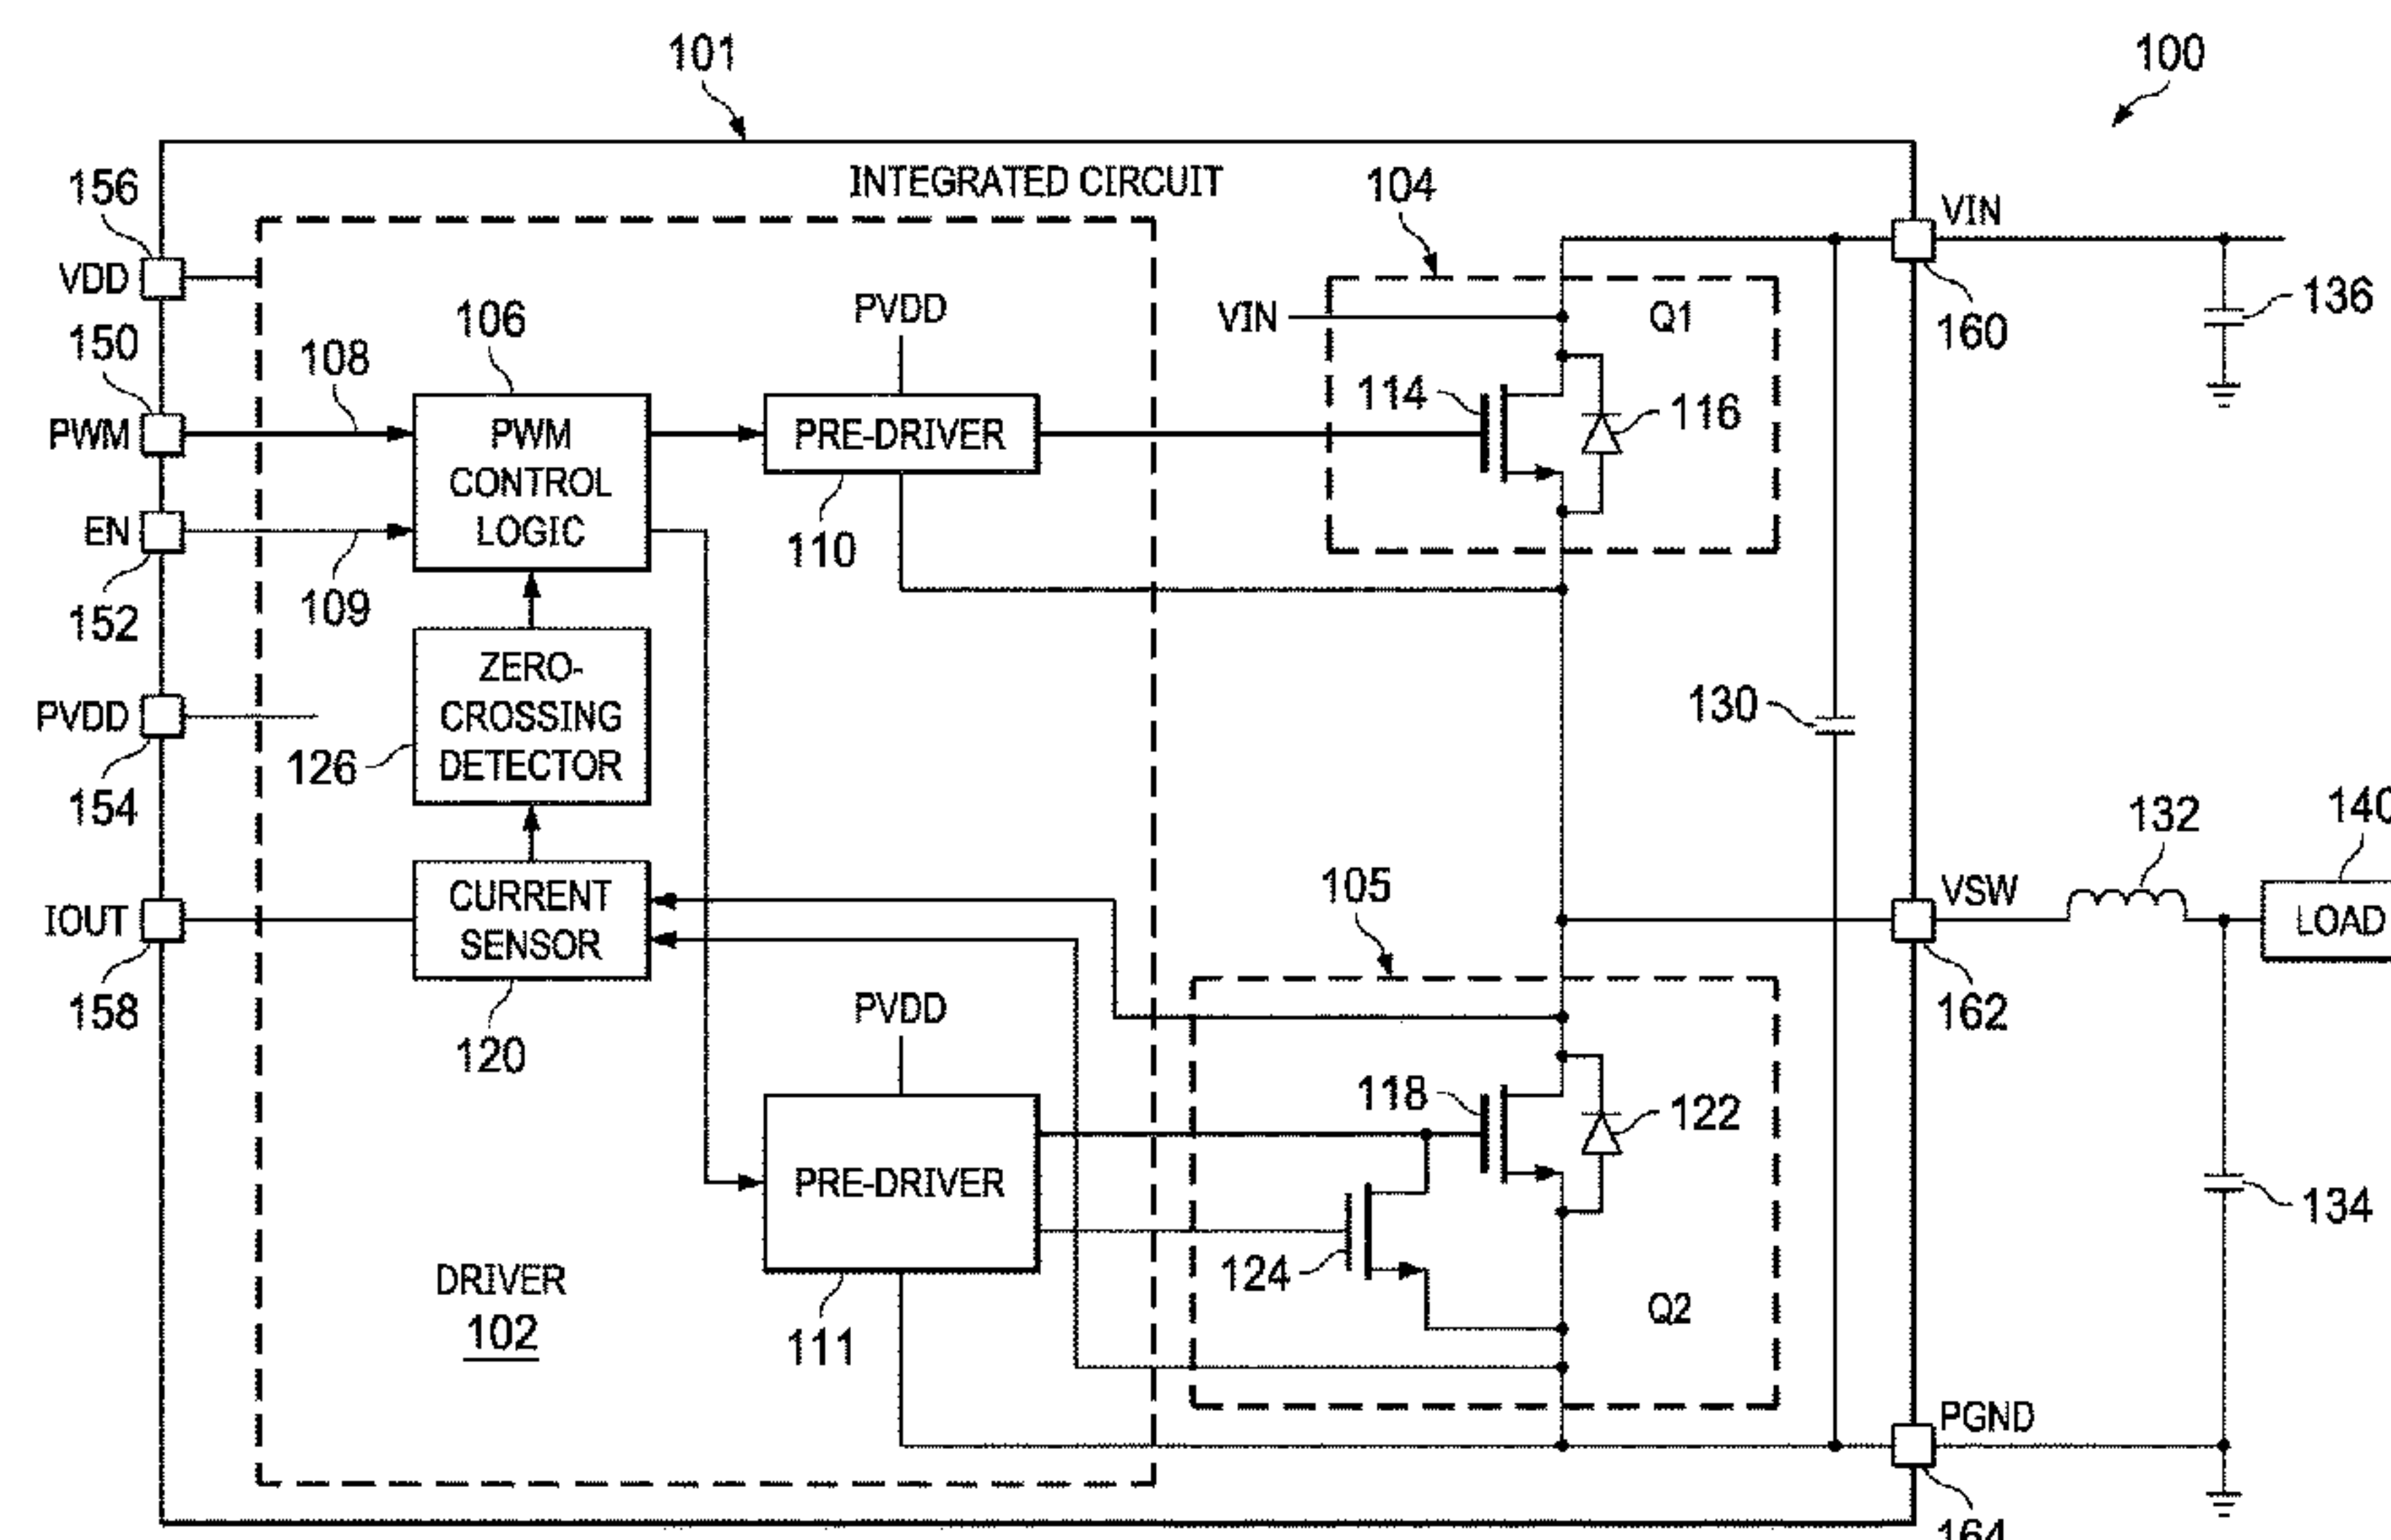 101
100
INTEGRATED CIRCUIT
156
104
VIN
VDD
150
106
PVDD
VIN
Q1
160
136
108
PWM
PWM
CONTROL
LOGIC
PRE-DRIVER
114
116
EN
110
152
109
ZERO-
CROSSING
DETECTOR
PVDD
126
130
154
132
140
105
VSW
IOUT
CURRENT
SENSOR
LOAD
158
120
PVDD
162
118
122
PRE-DRIVER
134
124
DRIVER
102
111
Q2
PGND
164